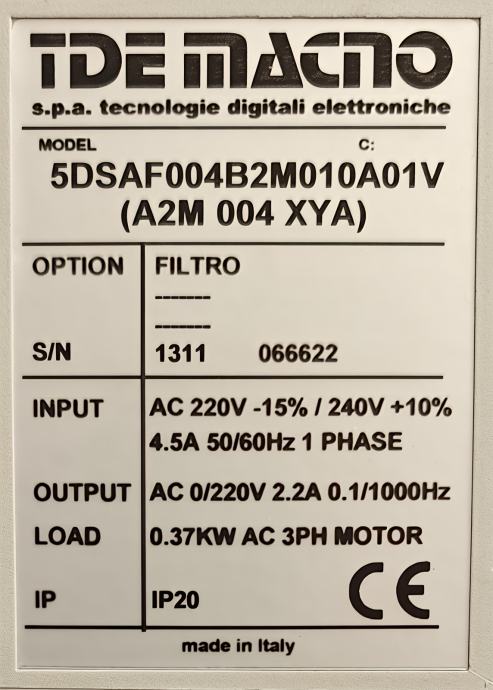 TDE MACNO
s.p.a. tecnologie digitali elettroniche
MODEL C:
5DSAF004B2M010A01V
(A2M 004 XYA)
OPTION FILTRO
-------
-------
S/N 1311 066622
INPUT AC 220V -15% / 240V +10%
4.5A 50/60Hz 1 PHASE
OUTPUT AC 0/220V 2.2A 0.1/1000Hz
LOAD 0.37KW AC 3PH MOTOR
IP IP20 CE
made in Italy